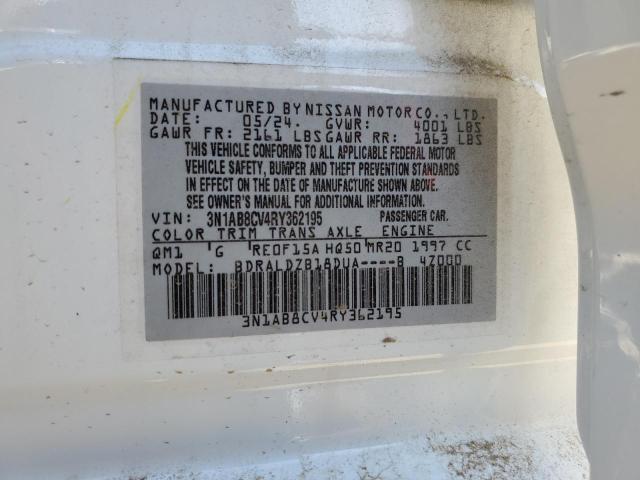 MANUFACTURED BY NISSAN MOTOR CO., LTD.
DATE: 05/24. GVWR: 4001 LBS
GAWR FR: 2161 LBS GAWR RR: 1863 LBS
THIS VEHICLE CONFORMS TO ALL APPLICABLE FEDERAL MOTOR
VEHICLE SAFETY, BUMPER AND THEFT PREVENTION STANDARDS
IN EFFECT ON THE DATE OF MANUFACTURE SHOWN ABOVE.
SEE OWNER'S MANUAL FOR ADDITIONAL INFORMATION.
VIN: 3N1AB8CV4RY362195 PASSENGER CAR.
COLOR TRIM TRANS AXLE ENGINE
QM1 G RE0F15A HQ50 MR20 1997 CC
MODEL: BDRALDZB18DUA----B 4Z000
3N1AB8CV4RY362195